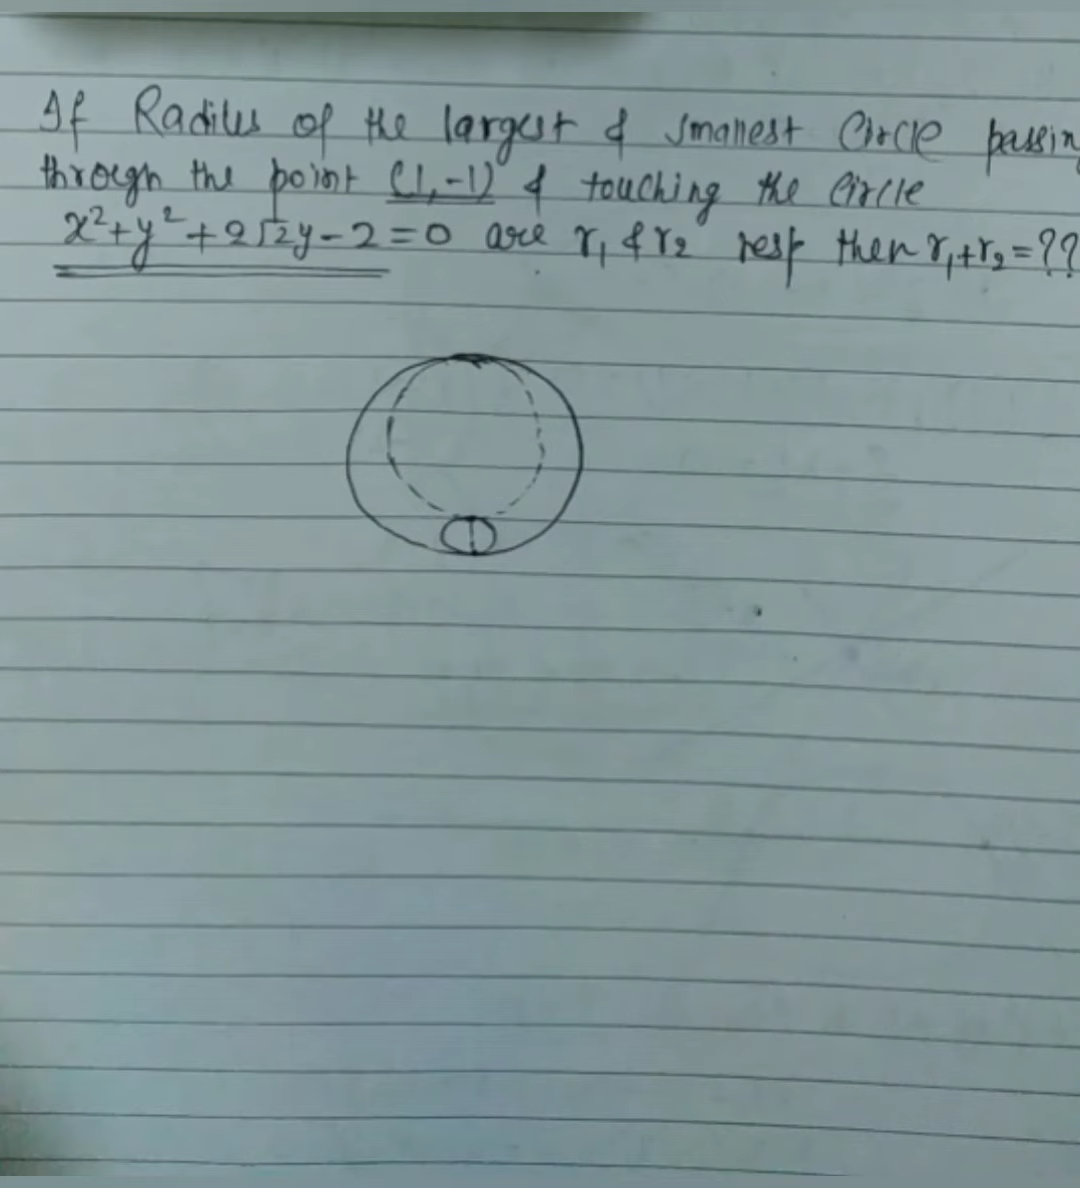 If Radius of the largest & smallest Circle passing
through the point (1,-1) & touching the Circle
x²+y²+2√2y-2=0 are r₁ & r₂ resp then r₁+r₂=??